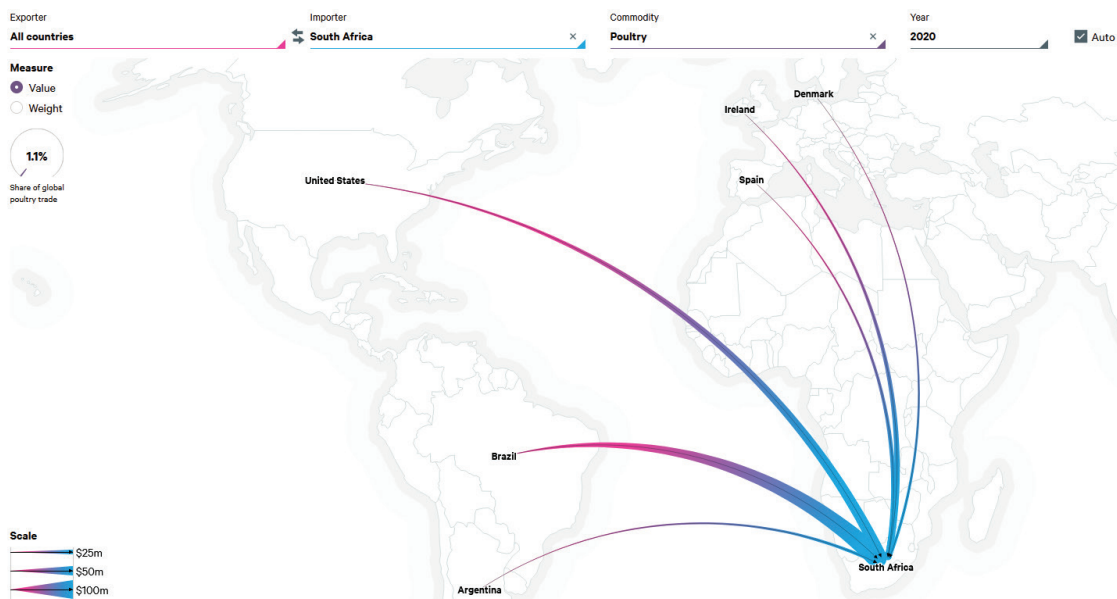 Exporter
All countries
Importer
South Africa ×
Commodity
Poultry ×
Year
2020
Auto
Measure
Value
Weight
1.1%
Share of global
poultry trade
Denmark
Ireland
Spain
United States
Brazil
South Africa
Argentina
Scale
$25m
$50m
$100m